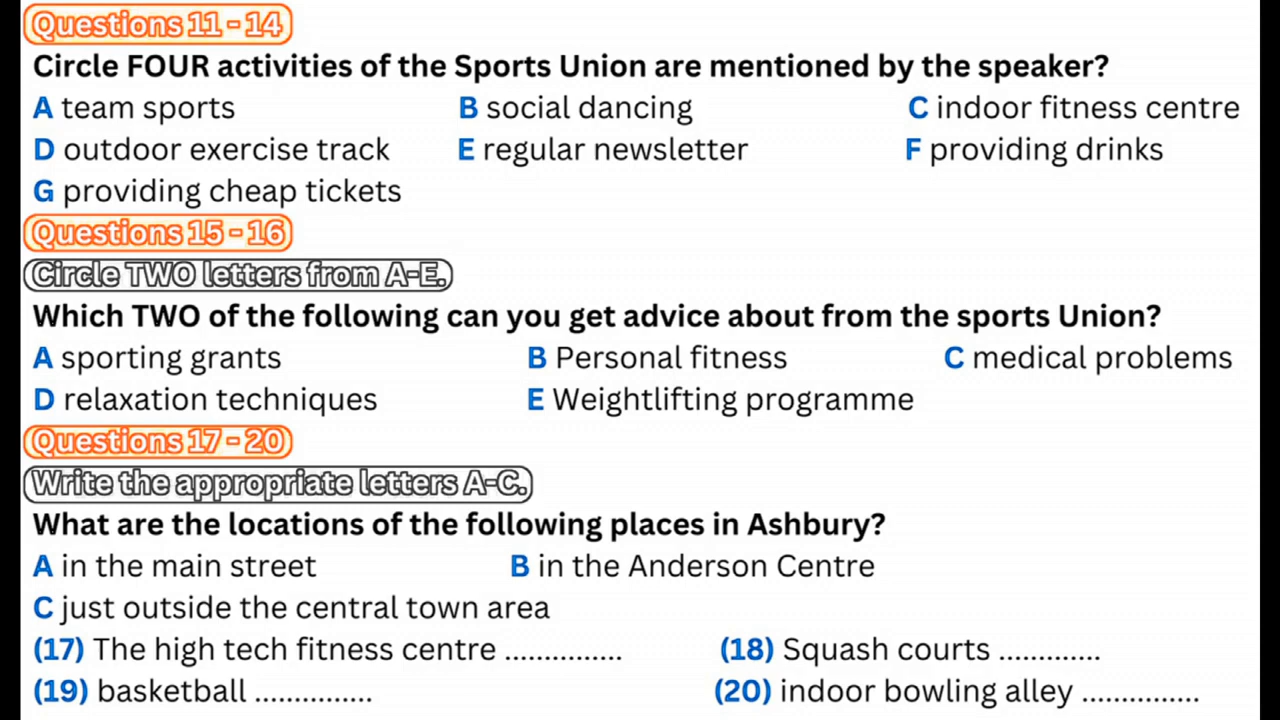 Questions 11 - 14
Circle FOUR activities of the Sports Union are mentioned by the speaker?
A team sports B social dancing C indoor fitness centre
D outdoor exercise track E regular newsletter F providing drinks
G providing cheap tickets
Questions 15 - 16
Circle TWO letters from A-E.
Which TWO of the following can you get advice about from the sports Union?
A sporting grants B Personal fitness C medical problems
D relaxation techniques E Weightlifting programme
Questions 17 - 20
Write the appropriate letters A-C.
What are the locations of the following places in Ashbury?
A in the main street B in the Anderson Centre
C just outside the central town area
(17) The high tech fitness centre ............... (18) Squash courts .............
(19) basketball ............... (20) indoor bowling alley ...............